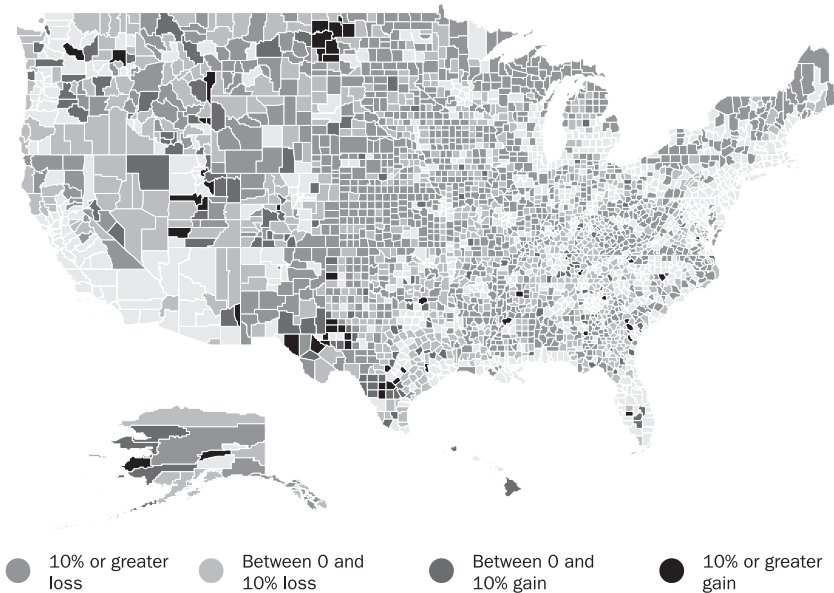 10% or greater
loss
Between 0 and
10% loss
Between 0 and
10% gain
10% or greater
gain